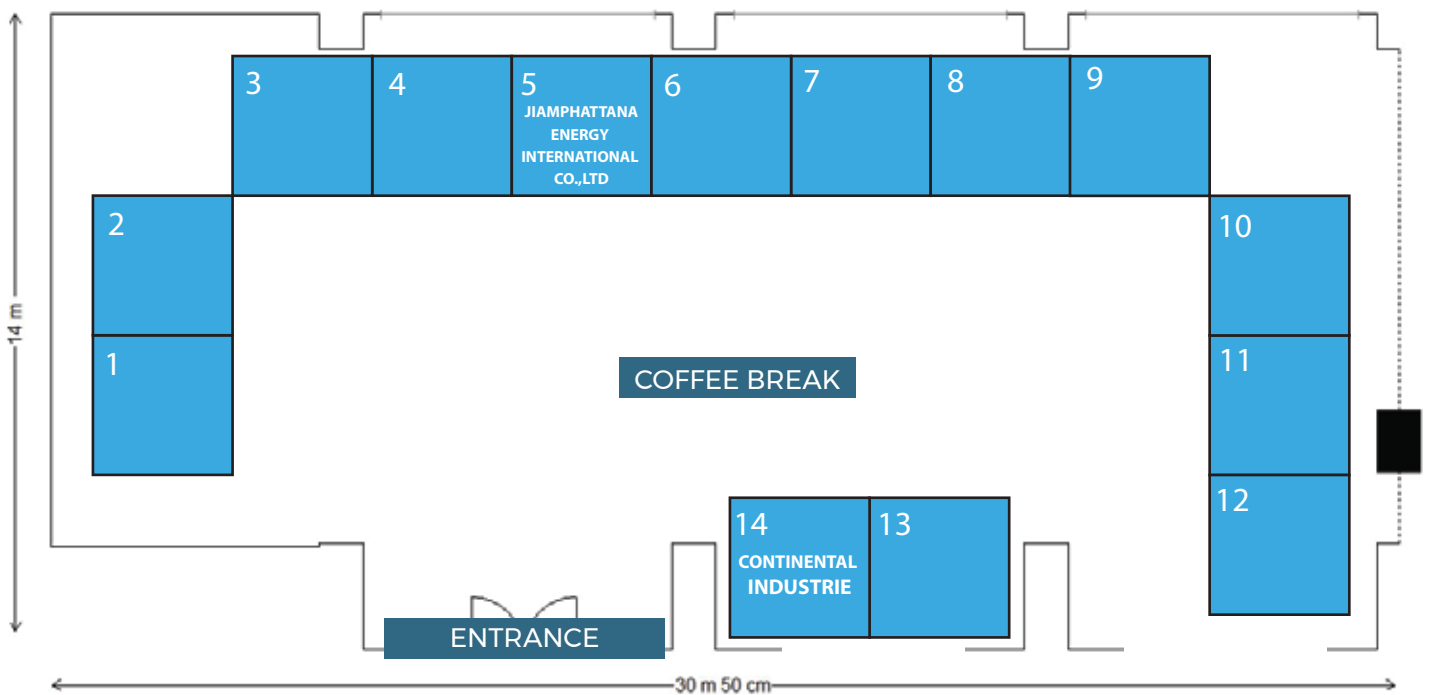 3
4
5
JIAMPHATTANA
ENERGY
INTERNATIONAL
CO.,LTD
6
7
8
9
2
10
14 m
1
11
COFFEE BREAK
12
14
CONTINENTAL
INDUSTRIE
13
ENTRANCE
30 m 50 cm